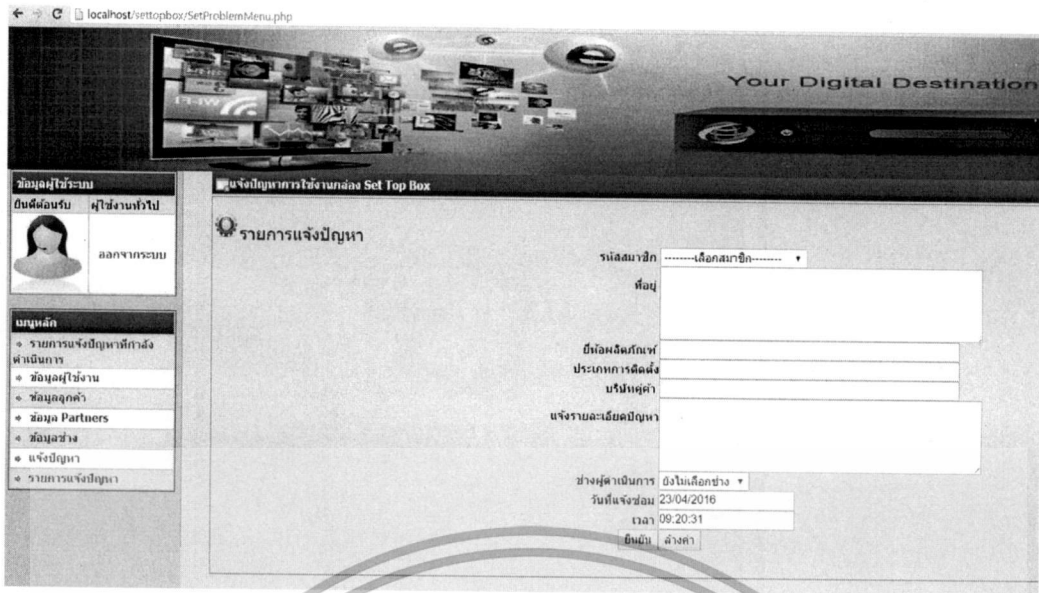 localhost/settopbox/SetProblemMenu.php
Your Digital Destination
WI-FI
ข้อมูลผู้ใช้ระบบ
ยินดีต้อนรับ ผู้ใช้งานทั่วไป
ออกจากระบบ
เมนูหลัก
รายการแจ้งปัญหาที่กำลัง
ดำเนินการ
ข้อมูลผู้ใช้งาน
ข้อมูลลูกค้า
ข้อมูล Partners
ข้อมูลช่าง
แจ้งปัญหา
รายการแจ้งปัญหา
แจ้งปัญหาการใช้งานกล่อง Set Top Box
รายการแจ้งปัญหา
รหัสสมาชิก --------เลือกสมาชิก--------
ที่อยู่
ยี่ห้อผลิตภัณฑ์
ประเภทการติดตั้ง
บริษัทคู่ค้า
แจ้งรายละเอียดปัญหา
ช่างผู้ดำเนินการ ยังไม่เลือกช่าง
วันที่แจ้งซ่อม 23/04/2016
เวลา 09:20:31
ยืนยัน ล้างค่า